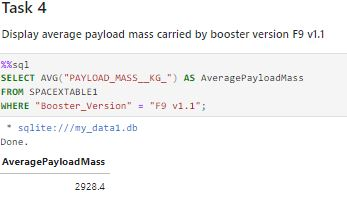 Task 4
Display average payload mass carried by booster version F9 v1.1
%%sql
SELECT AVG("PAYLOAD_MASS__KG_") AS AveragePayloadMass
FROM SPACEXTABLE1
WHERE "Booster_Version" = "F9 v1.1";
* sqlite:///my_data1.db
Done.
AveragePayloadMass
2928.4